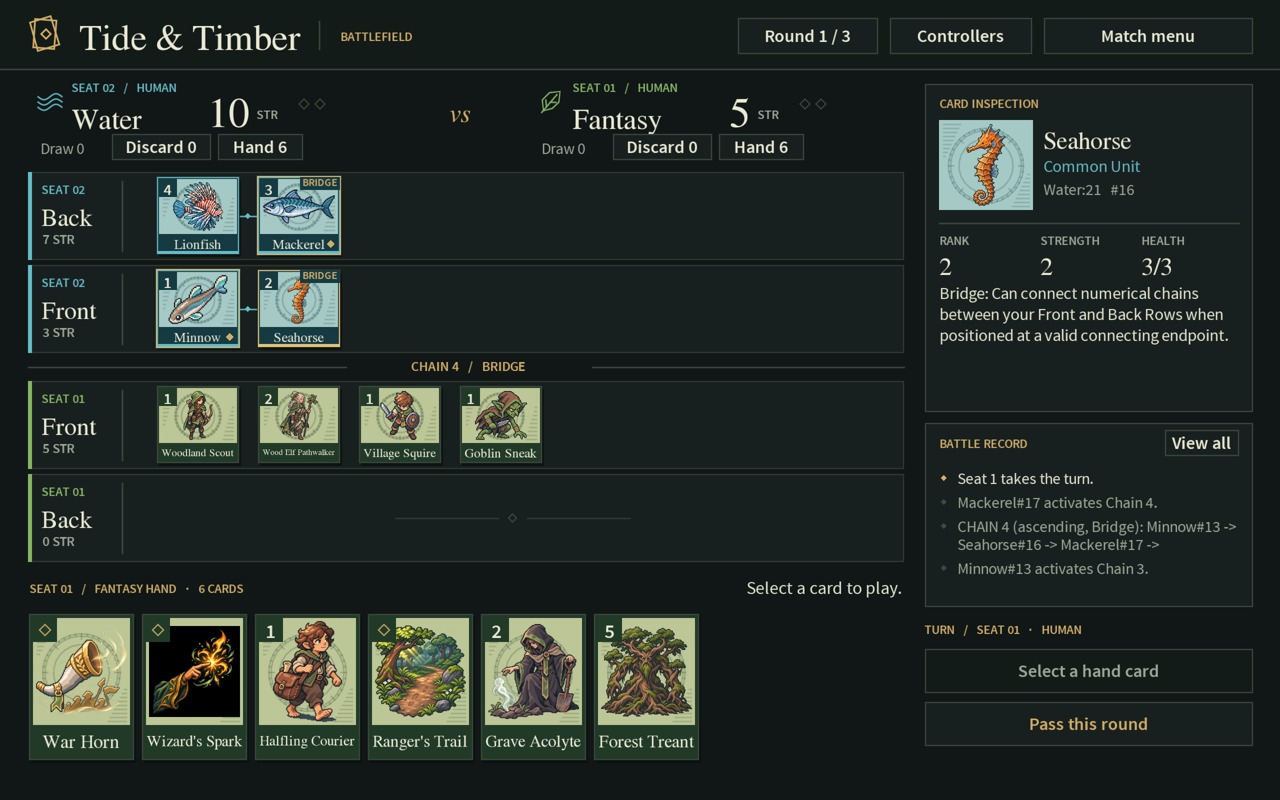 Tide & Timber
BATTLEFIELD
Round 1 / 3
Controllers
Match menu
SEAT 02 / HUMAN
Water
10 STR
Draw 0
Discard 0
Hand 6
vs
SEAT 01 / HUMAN
Fantasy
5 STR
Draw 0
Discard 0
Hand 6
SEAT 02
Back
7 STR
4
Lionfish
3
BRIDGE
Mackerel
SEAT 02
Front
3 STR
1
Minnow
2
BRIDGE
Seahorse
CHAIN 4 / BRIDGE
SEAT 01
Front
5 STR
1
Woodland Scout
2
Wood Elf Pathwalker
1
Village Squire
1
Goblin Sneak
SEAT 01
Back
0 STR
SEAT 01 / FANTASY HAND · 6 CARDS
Select a card to play.
War Horn
Wizard's Spark
1
Halfling Courier
Ranger's Trail
2
Grave Acolyte
5
Forest Treant
CARD INSPECTION
Seahorse
Common Unit
Water:21 #16
RANK
2
STRENGTH
2
HEALTH
3/3
Bridge: Can connect numerical chains
between your Front and Back Rows when
positioned at a valid connecting endpoint.
BATTLE RECORD
View all
Seat 1 takes the turn.
Mackerel#17 activates Chain 4.
CHAIN 4 (ascending, Bridge): Minnow#13 ->
Seahorse#16 -> Mackerel#17 ->
Minnow#13 activates Chain 3.
TURN / SEAT 01 · HUMAN
Select a hand card
Pass this round